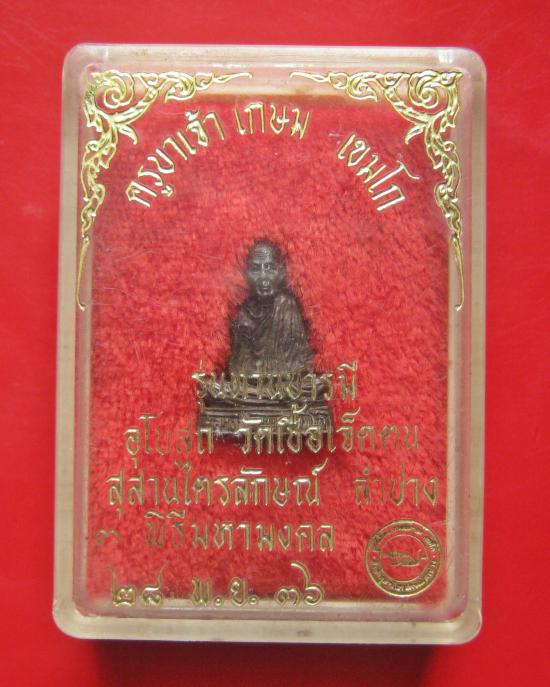 ครูบาเจ้า เกษม เขมโก
รุ่นทานบารมี
อุโบสถ วัดเชื้อเจ็ดตน
สุสานไตรลักษณ์ ลำปาง
๓ พิธีมหามงคล
๒๘ พ.ย. ๓๖